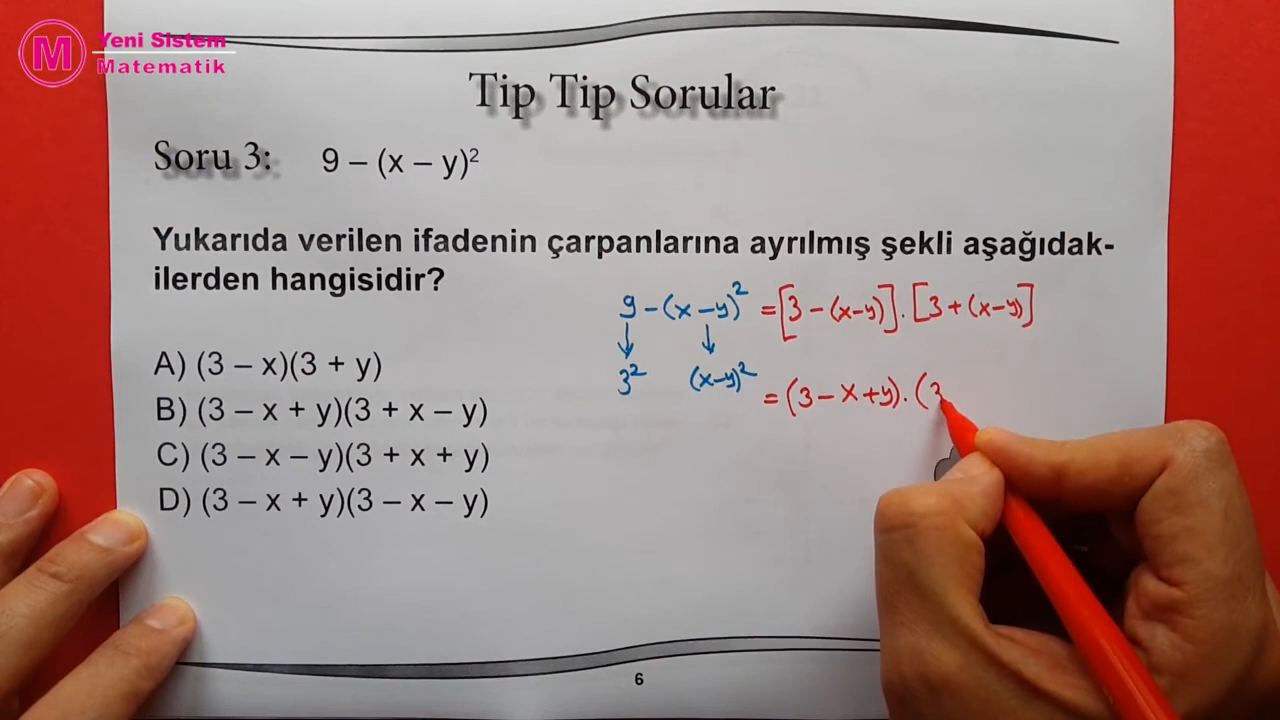 Yeni Sistem
Matematik
Tip Tip Sorular
Soru 3: 9 – (x – y)²
Yukarıda verilen ifadenin çarpanlarına ayrılmış şekli aşağıdak-
ilerden hangisidir?
9 – (x – y)² = [3 – (x–y)] . [3 + (x–y)]
3² (x–y)²
= (3 – x + y) . (3
A) (3 – x)(3 + y)
B) (3 – x + y)(3 + x – y)
C) (3 – x – y)(3 + x + y)
D) (3 – x + y)(3 – x – y)
6